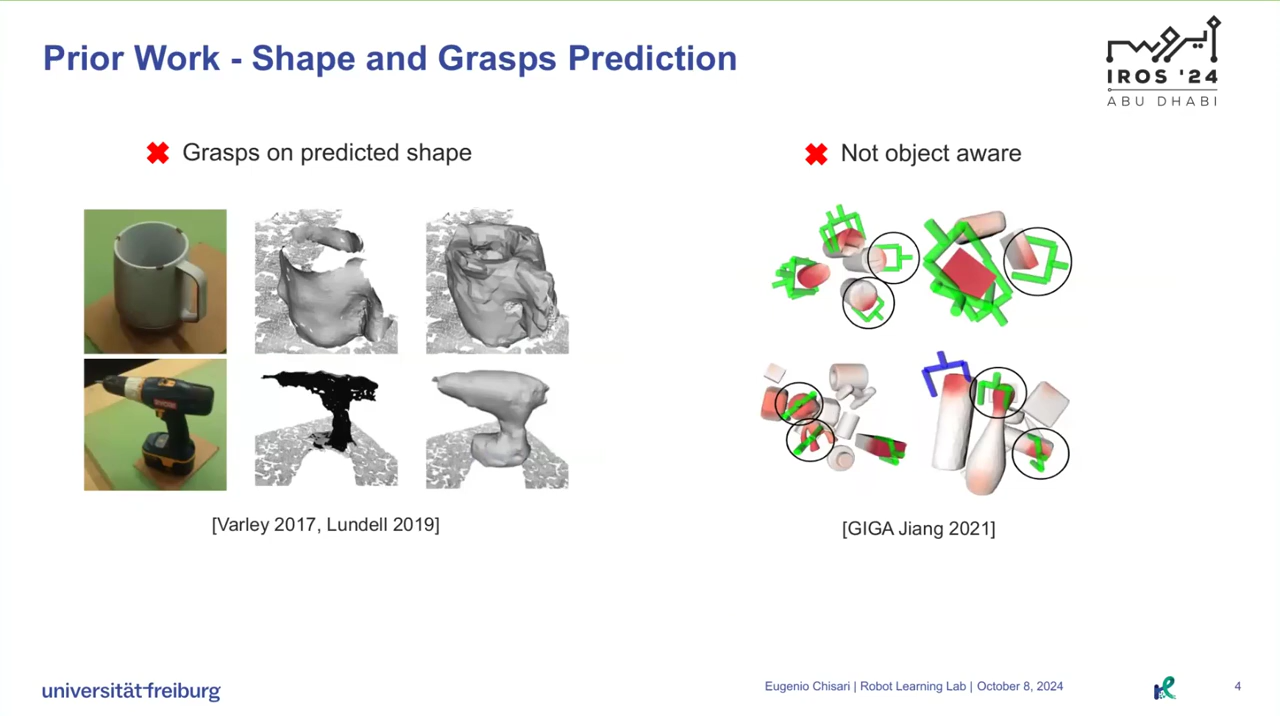 Prior Work - Shape and Grasps Prediction
أيروس
IROS '24
ABU DHABI
Grasps on predicted shape
Not object aware
[Varley 2017, Lundell 2019]
[GIGA Jiang 2021]
universität freiburg
Eugenio Chisari | Robot Learning Lab | October 8, 2024
4